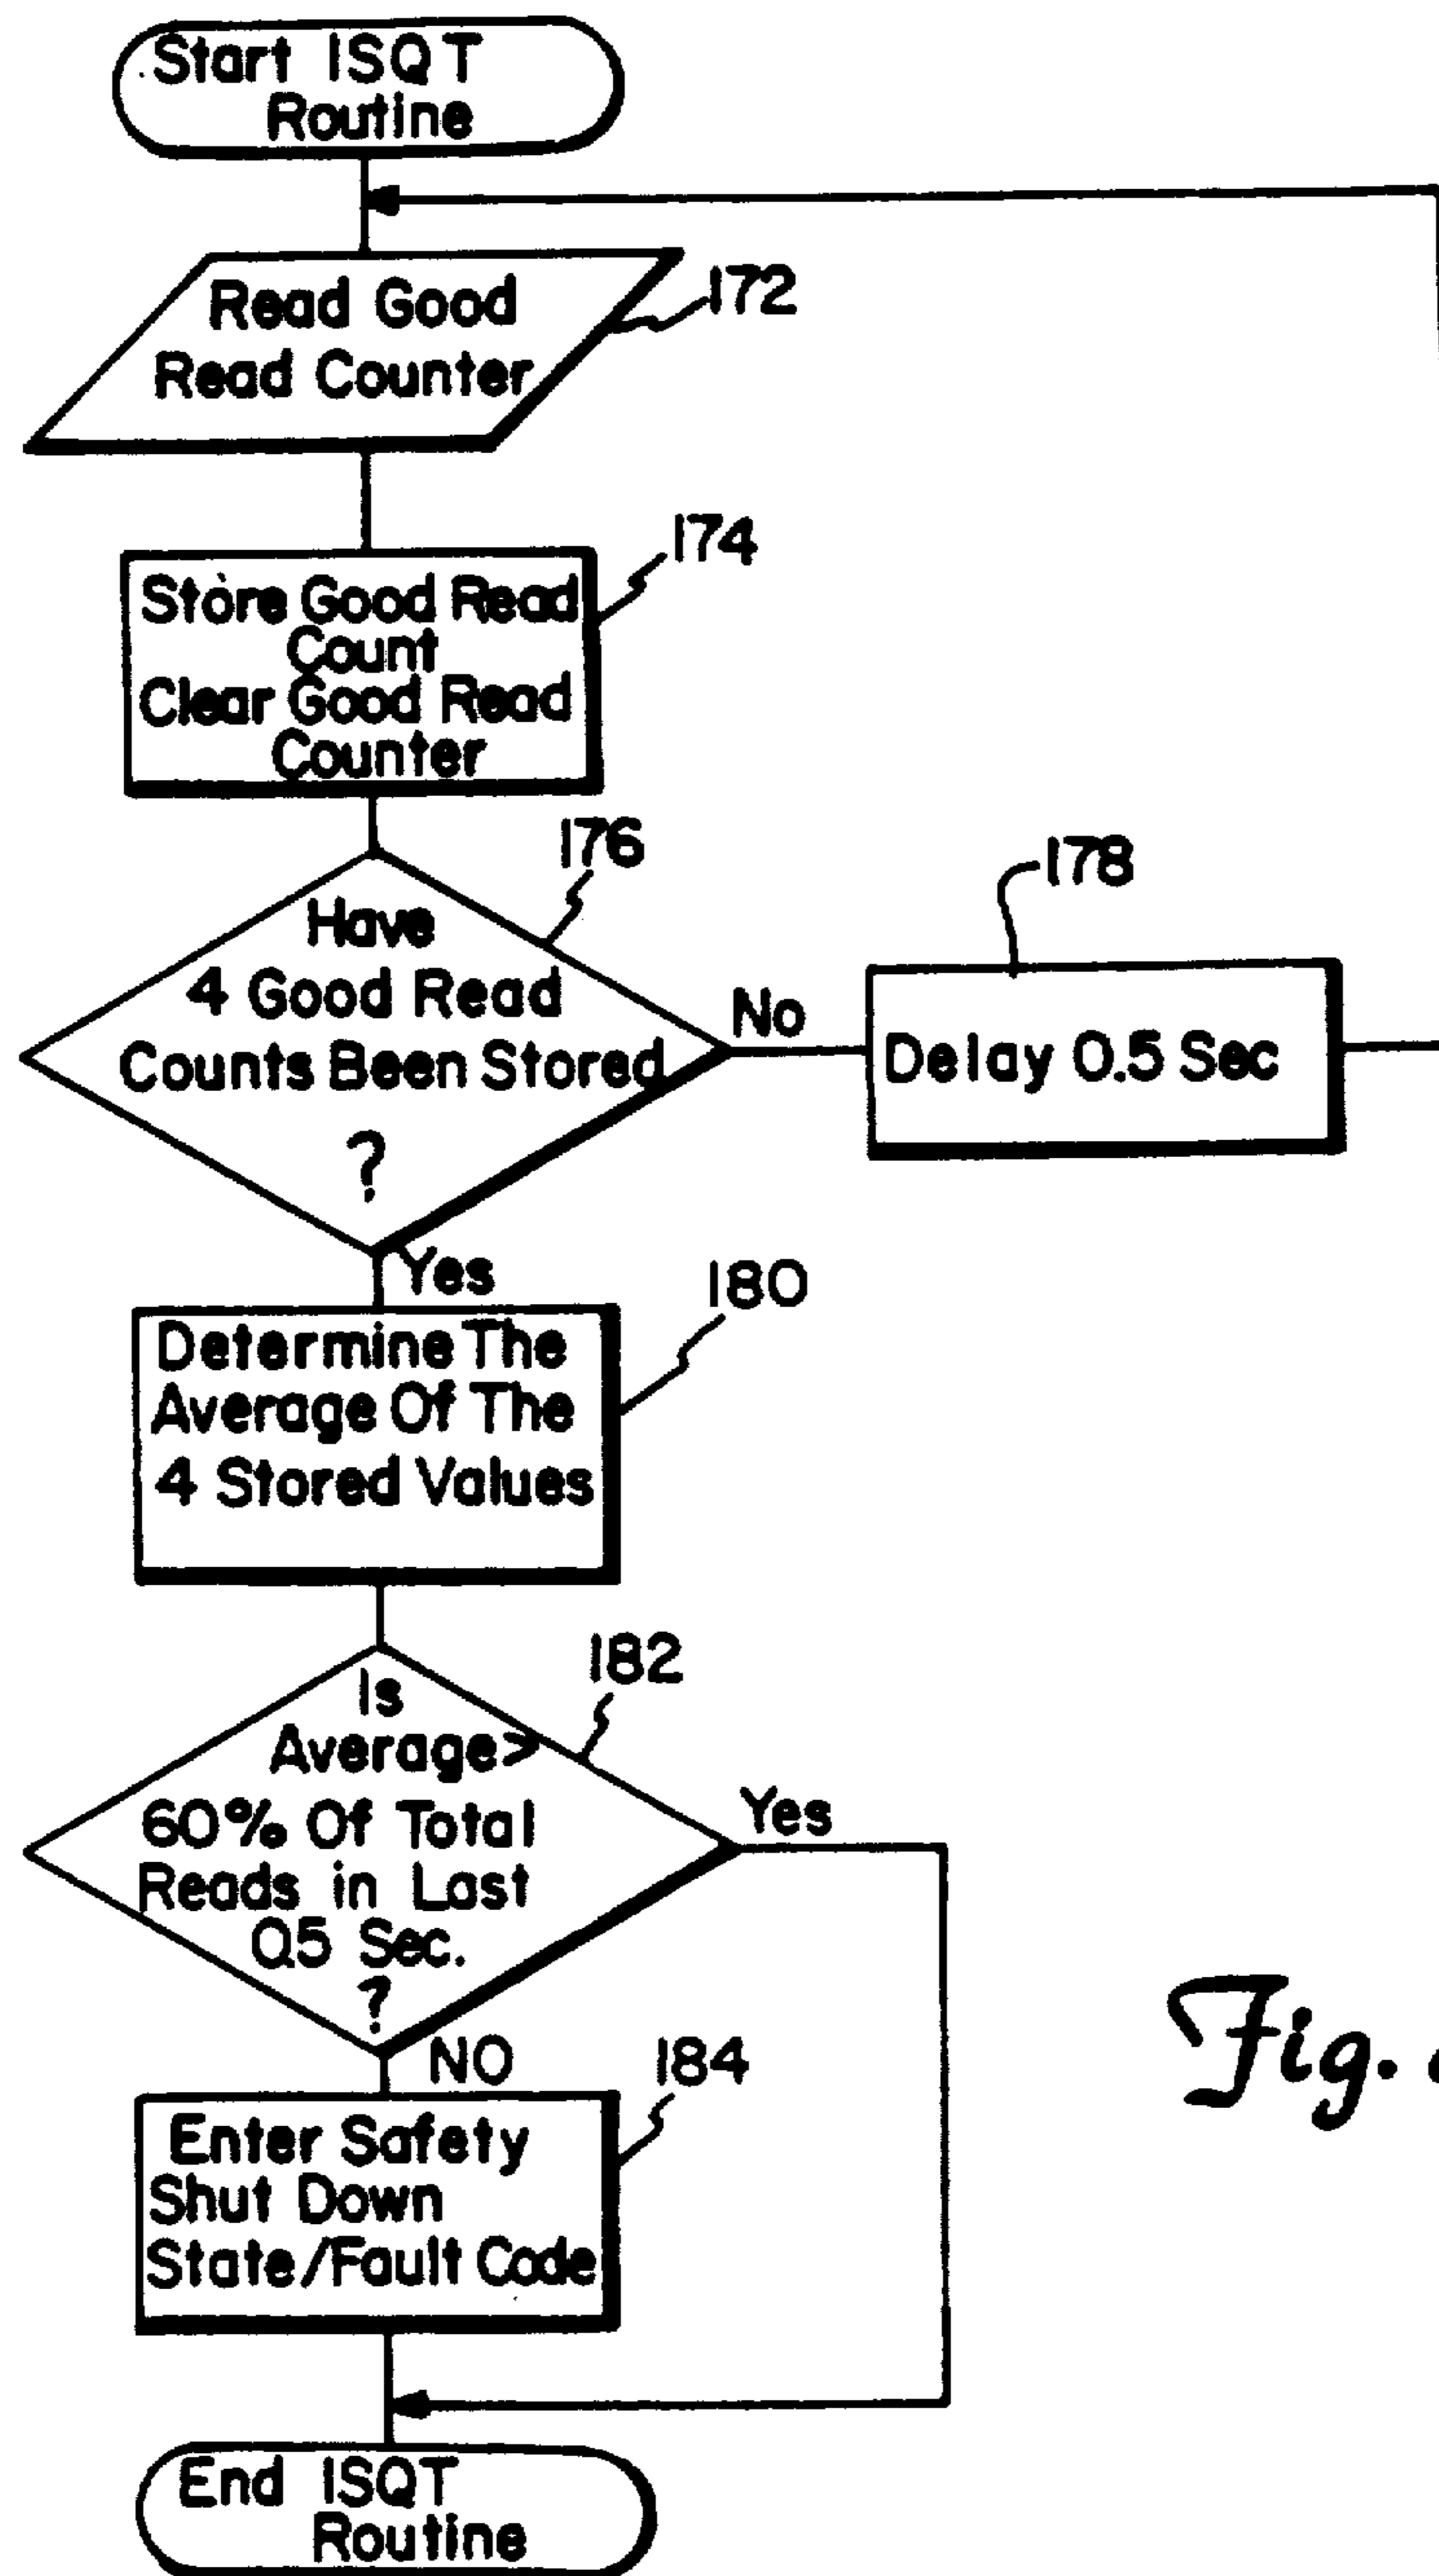 Start ISQT
Routine
Read Good
Read Counter
172
Store Good Read
Count
Clear Good Read
Counter
174
Have
4 Good Read
Counts Been Stored
?
176
No
178
Delay 0.5 Sec
Yes
Determine The
Average Of The
4 Stored Values
180
Is
Average>
60% Of Total
Reads in Last
0.5 Sec.
?
182
Yes
NO
Enter Safety
Shut Down
State/Fault Code
184
End ISQT
Routine
Fig.